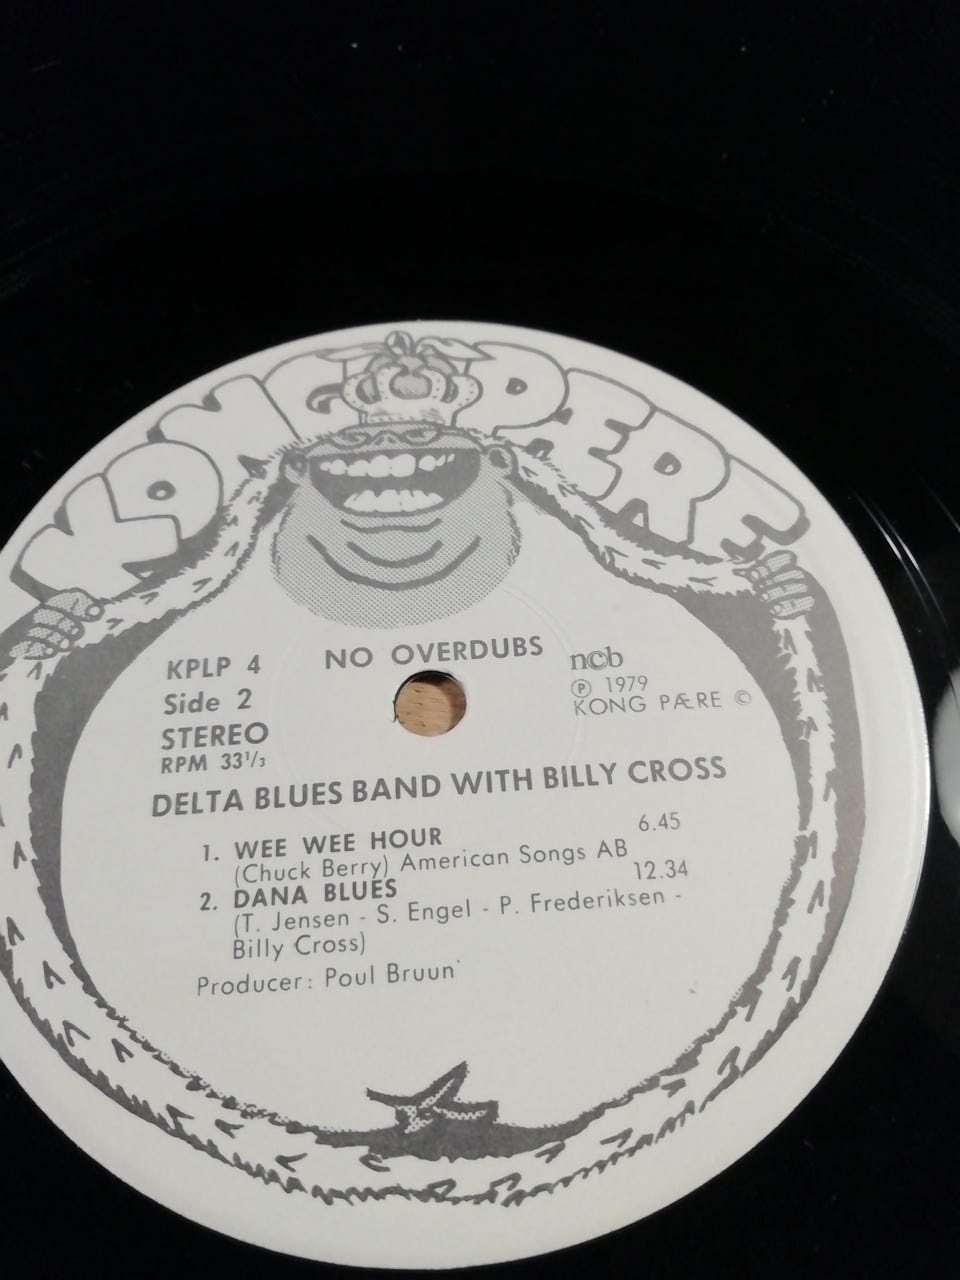 KONG PÆRE
NO OVERDUBS
KPLP 4
Side 2
STEREO
RPM 33 1/3
n©b
Ⓟ 1979
KONG PÆRE ©
DELTA BLUES BAND WITH BILLY CROSS
1. WEE WEE HOUR 6.45
(Chuck Berry) American Songs AB
2. DANA BLUES 12.34
(T. Jensen - S. Engel - P. Frederiksen -
Billy Cross)
Producer: Poul Bruun